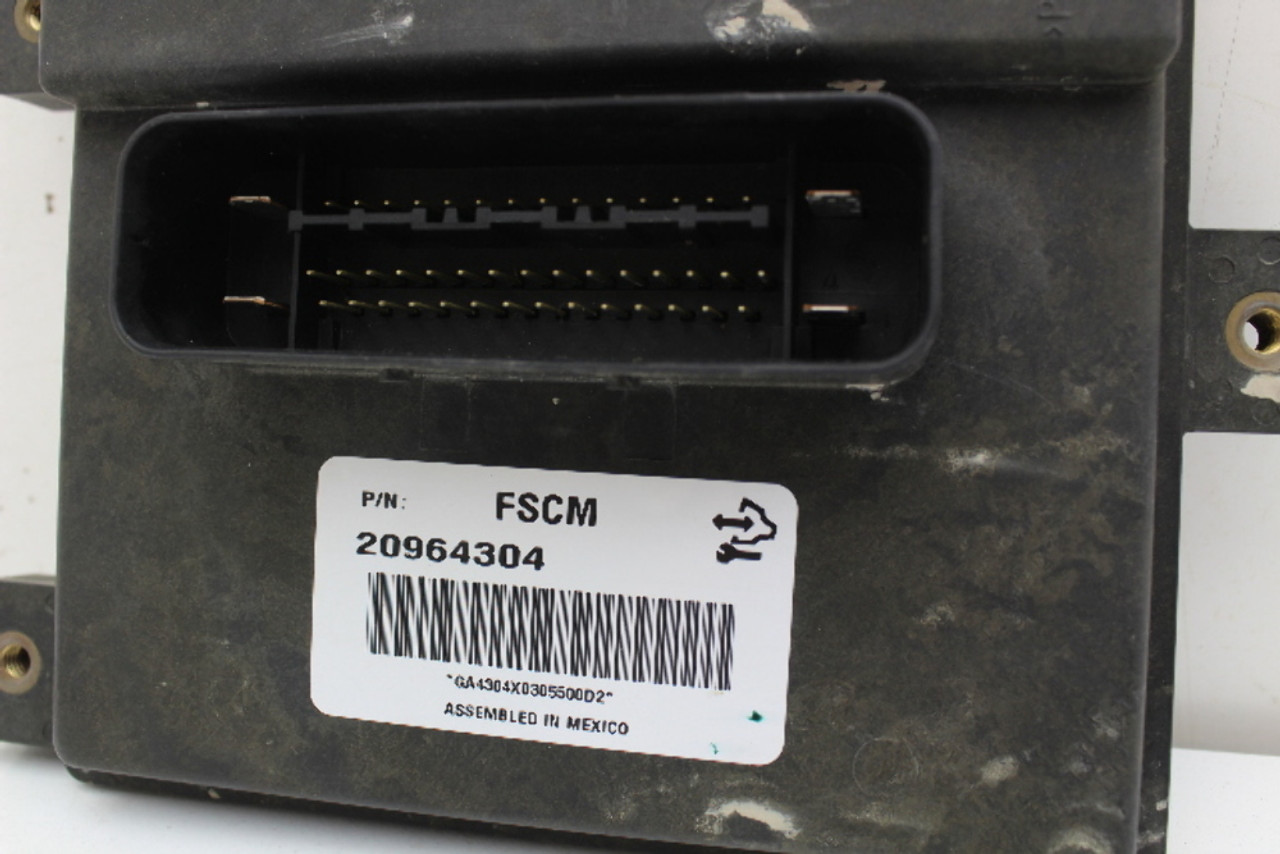 P/N: FSCM
20964304
*GA4304X0305500D2*
ASSEMBLED IN MEXICO